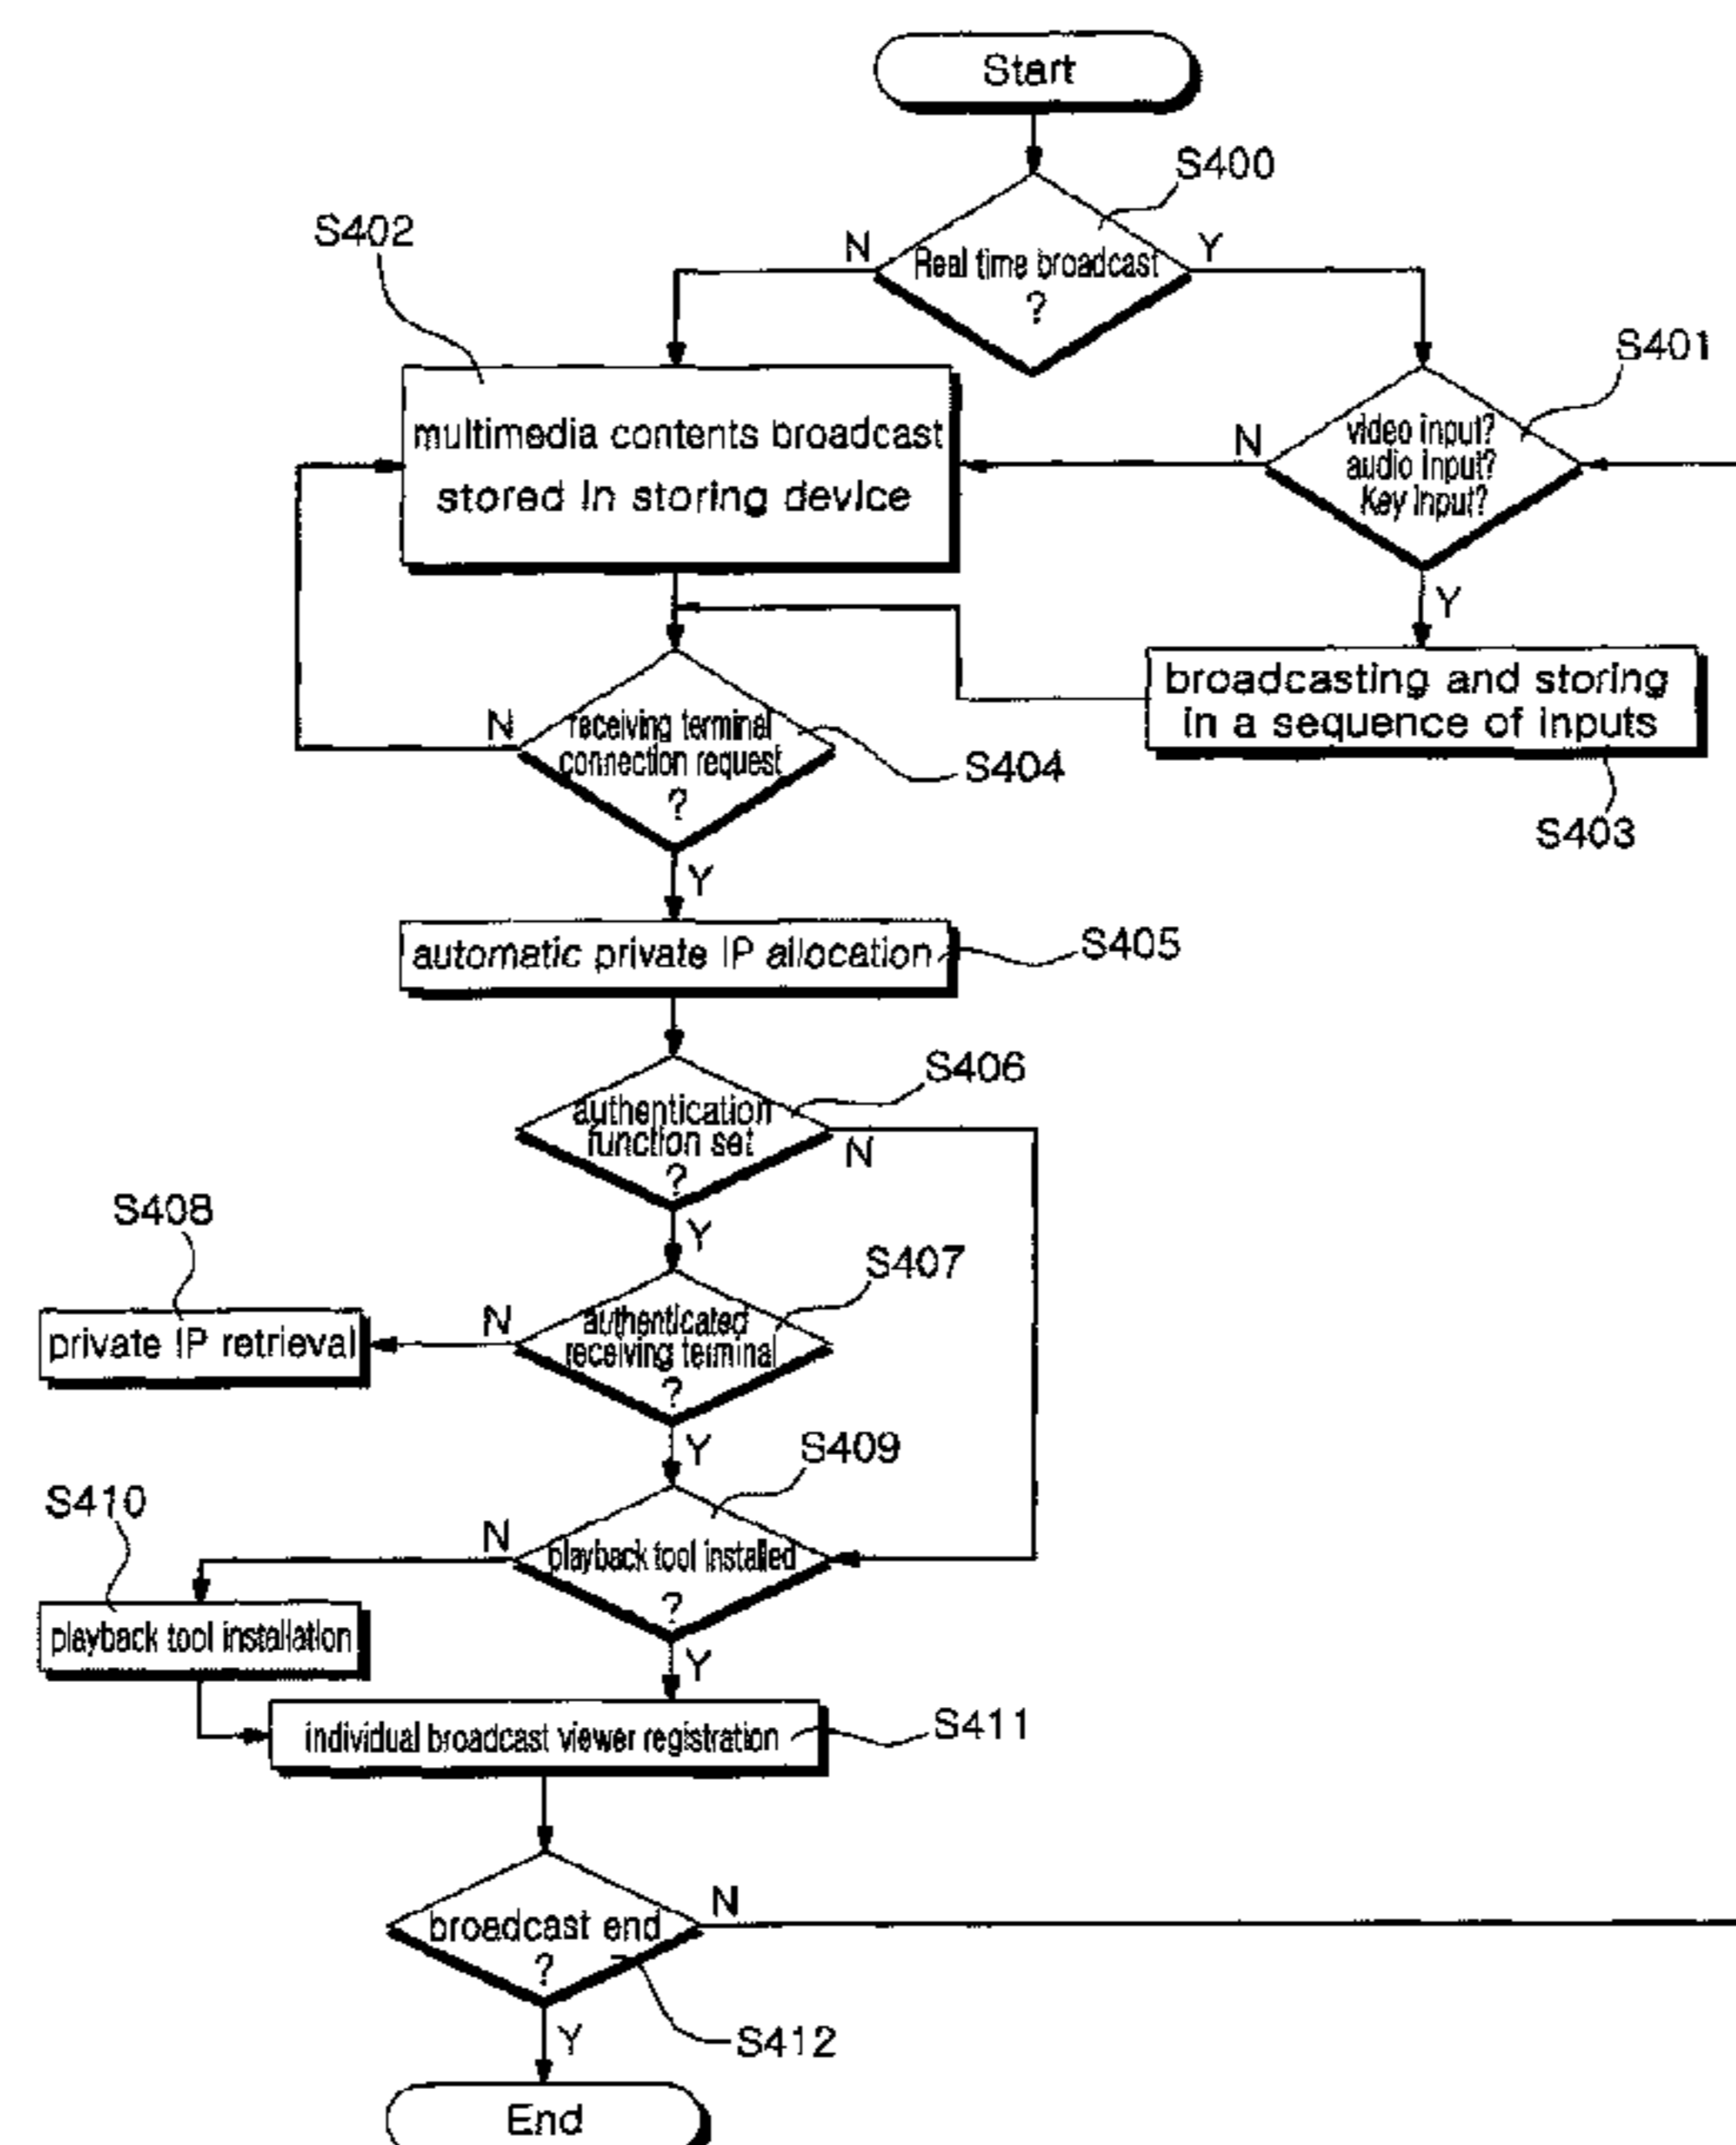 Start
S400
Real time broadcast
?
N
Y
S402
S401
multimedia contents broadcast
stored in storing device
video input?
audio input?
Key input?
N
Y
broadcasting and storing
in a sequence of inputs
S403
receiving terminal
connection request
?
N
S404
Y
automatic private IP allocation
S405
S406
authentication
function set
?
N
Y
S408
S407
private IP retrieval
N
authenticated
receiving terminal
?
Y
S409
S410
N
playback tool installed
?
playback tool installation
Y
individual broadcast viewer registration
S411
broadcast end
?
N
S412
Y
End